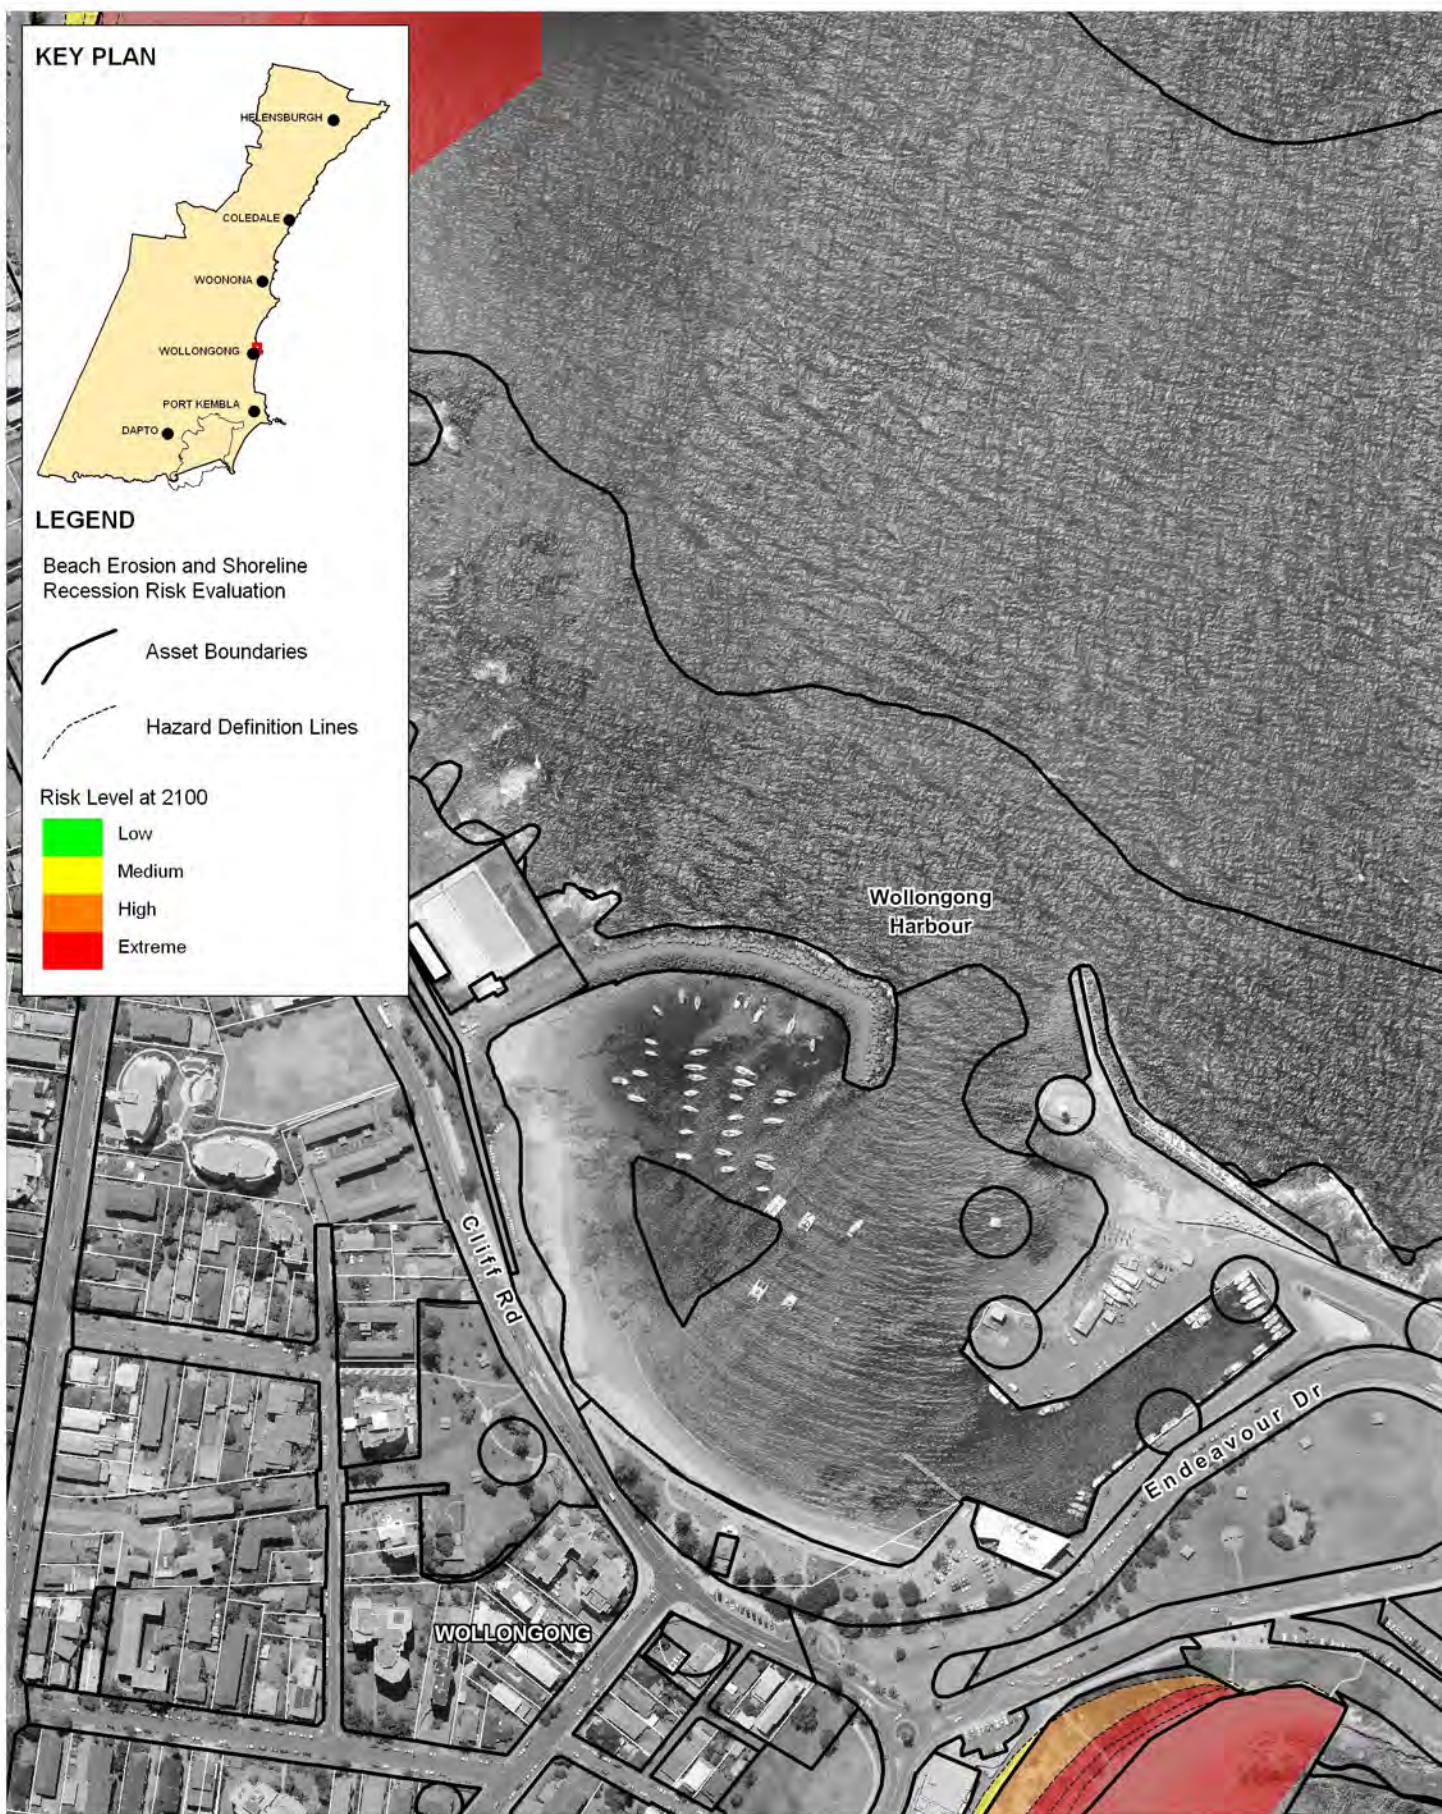 KEY PLAN
HELENSBURGH
COLEDALE
WOONONA
WOLLONGONG
PORT KEMBLA
DAPTO
LEGEND
Beach Erosion and Shoreline
Recession Risk Evaluation
Asset Boundaries
Hazard Definition Lines
Risk Level at 2100
Low
Medium
High
Extreme
Wollongong
Harbour
Cliff Rd
Endeavour Dr
WOLLONGONG